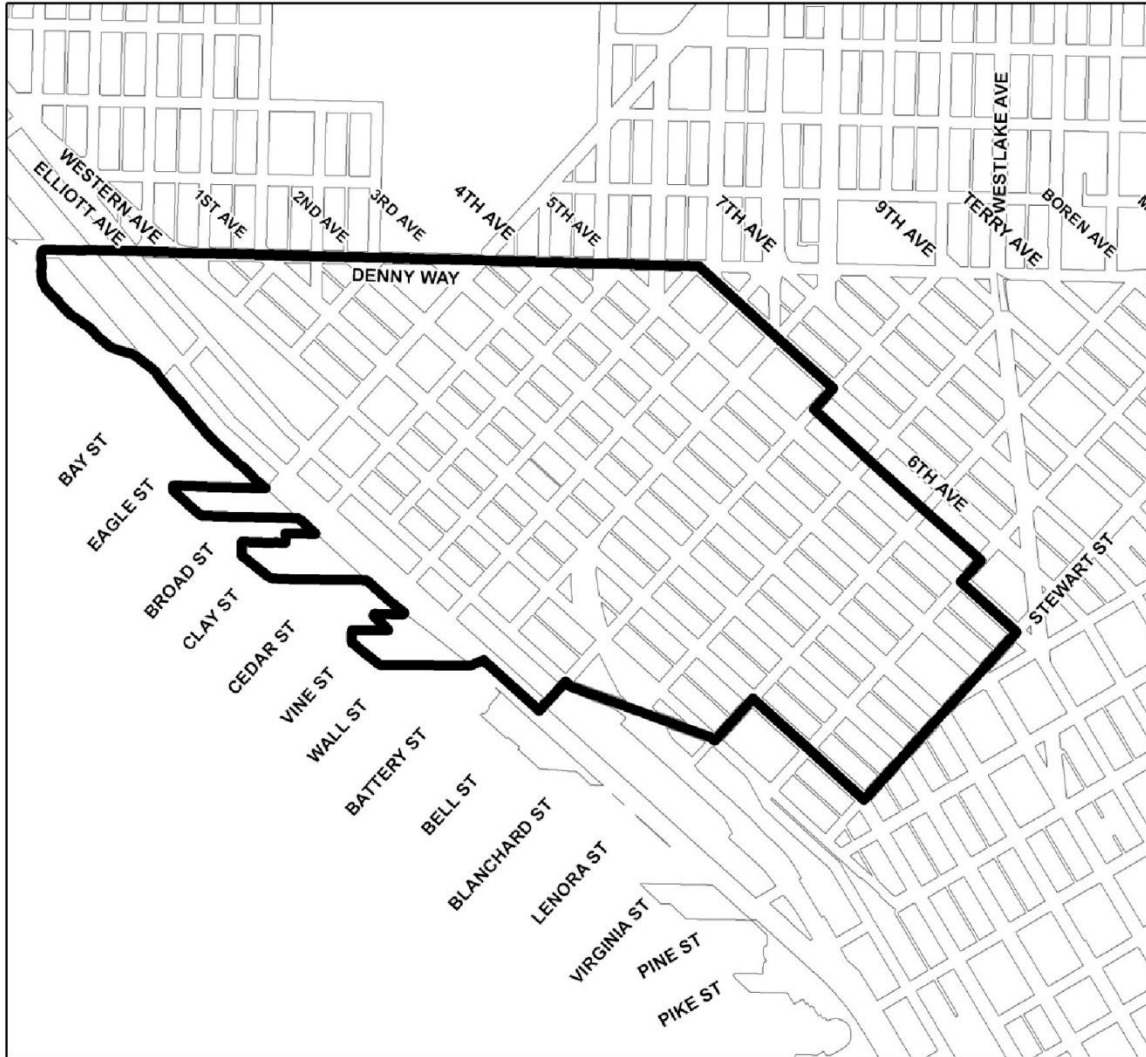 WESTERN AVE
ELLIOTT AVE
1ST AVE
2ND AVE
3RD AVE
4TH AVE
5TH AVE
7TH AVE
9TH AVE
WESTLAKE AVE
TERRY AVE
BOREN AVE
DENNY WAY
6TH AVE
STEWART ST
BAY ST
EAGLE ST
BROAD ST
CLAY ST
CEDAR ST
VINE ST
WALL ST
BATTERY ST
BELL ST
BLANCHARD ST
LENORA ST
VIRGINIA ST
PINE ST
PIKE ST